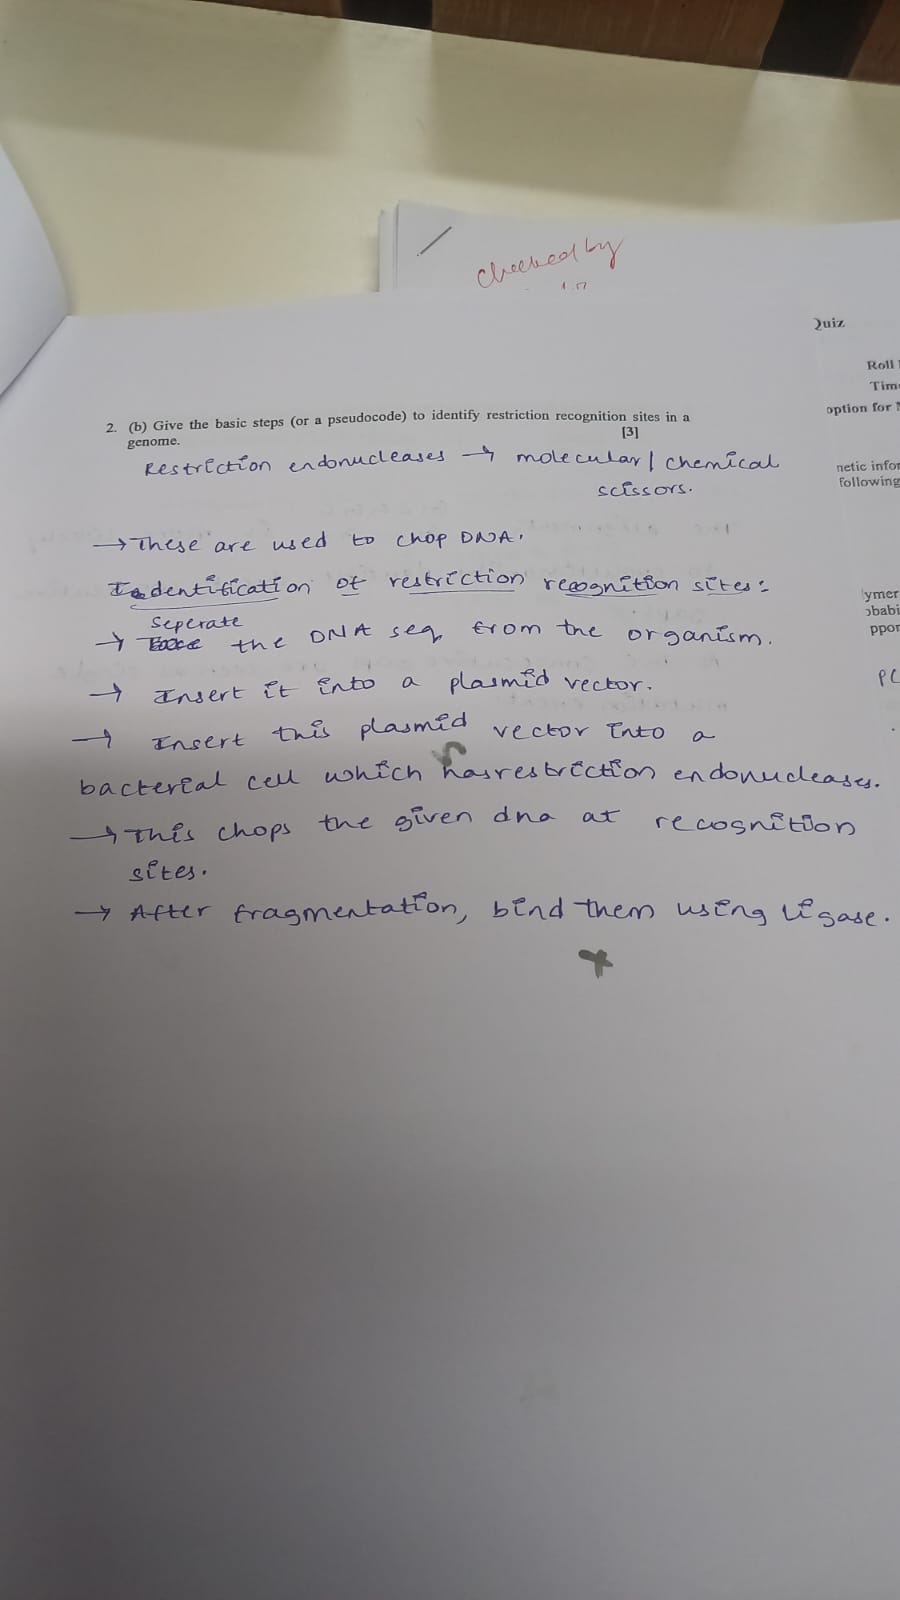 Checked by
Quiz
Roll
Time
option for
2. (b) Give the basic steps (or a pseudocode) to identify restriction recognition sites in a
genome. [3]
Restriction endonucleases → molecular / chemical
scissors.
netic infor
following
→ These are used to chop DNA.
Iadentification of restriction recognition sites:
seperate
→ the DNA seq from the organism.
lymer
obabi
ppor
→ Insert it into a plasmid vector.
PC
→ Insert this plasmid vector into a
bacterial cell which has restriction endonucleases.
→ This chops the given dna at recognition
sites.
→ After fragmentation, bind them using ligase.